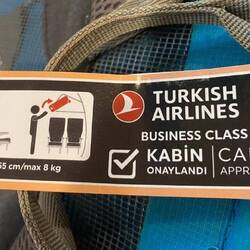 TURKISH
AIRLINES
BUSINESS CLASS
KABİN
ONAYLANDI
55 cm/max 8 kg